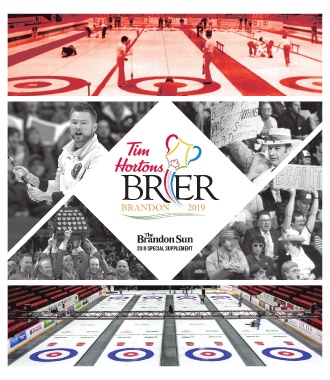 Tim
Hortons
BRIER
BRANDON 2019
The
Brandon Sun
2019 SPECIAL SUPPLEMENT